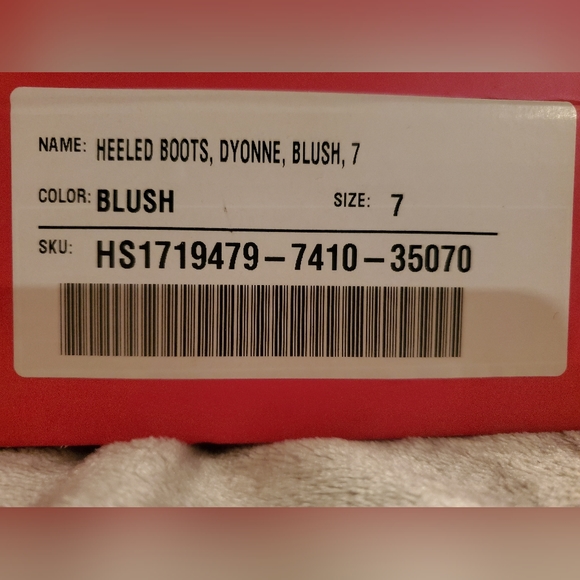 NAME: HEELED BOOTS, DYONNE, BLUSH, 7
COLOR: BLUSH SIZE: 7
SKU: HS1719479-7410-35070